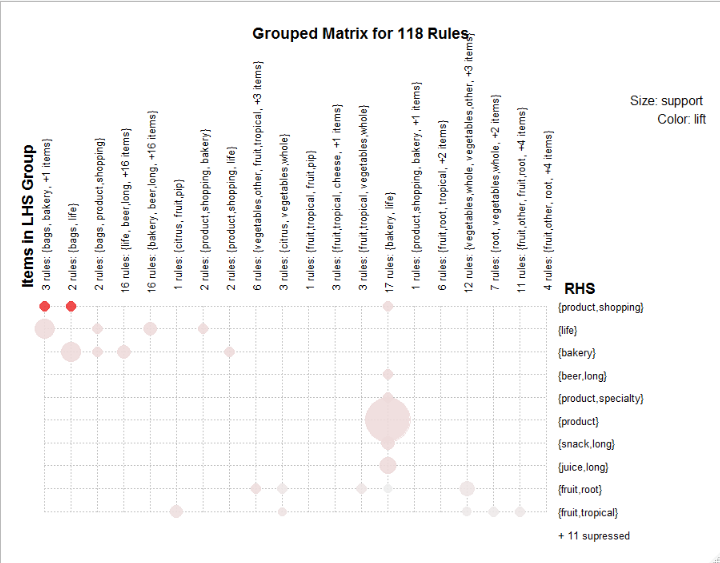 Grouped Matrix for 118 Rules
Size: support
Color: lift
Items in LHS Group
3 rules: {bags, bakery, +1 items}
2 rules: {bags, life}
2 rules: {bags, product,shopping}
16 rules: {life, beer,long, +16 items}
16 rules: {bakery, beer,long, +16 items}
1 rules: {citrus, fruit,pip}
2 rules: {product,shopping, bakery}
2 rules: {product,shopping, life}
6 rules: {vegetables,other, fruit,tropical, +3 items}
3 rules: {citrus, vegetables,whole}
1 rules: {fruit,tropical, fruit,pip}
3 rules: {fruit,tropical, cheese, +1 items}
3 rules: {fruit,tropical, vegetables,whole}
17 rules: {bakery, life}
1 rules: {product,shopping, bakery, +1 items}
6 rules: {fruit,root, tropical, +2 items}
12 rules: {vegetables,whole, vegetables,other, +3 items}
7 rules: {root, vegetables,whole, +2 items}
11 rules: {fruit,other, fruit,root, +4 items}
4 rules: {fruit,other, root, +4 items}
RHS
{product,shopping}
{life}
{bakery}
{beer,long}
{product,specialty}
{product}
{snack,long}
{juice,long}
{fruit,root}
{fruit,tropical}
+ 11 supressed